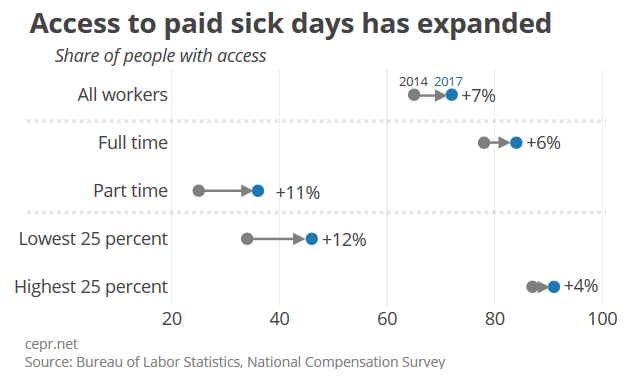 Access to paid sick days has expanded
Share of people with access
2014 2017
All workers +7%
Full time +6%
Part time +11%
Lowest 25 percent +12%
Highest 25 percent +4%
20 40 60 80 100
cepr.net
Source: Bureau of Labor Statistics, National Compensation Survey